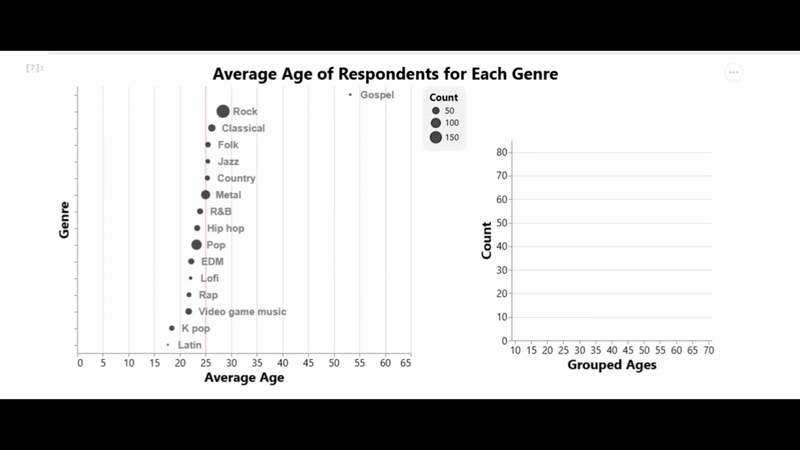 [7]:
Average Age of Respondents for Each Genre
Gospel
Rock
Classical
Folk
Jazz
Country
Metal
R&B
Hip hop
Pop
EDM
Lofi
Rap
Video game music
K pop
Latin
Genre
0 5 10 15 20 25 30 35 40 45 50 55 60 65
Average Age
Count
50
100
150
80
70
60
50
40
30
20
10
0
Count
10 15 20 25 30 35 40 45 50 55 60 65 70
Grouped Ages